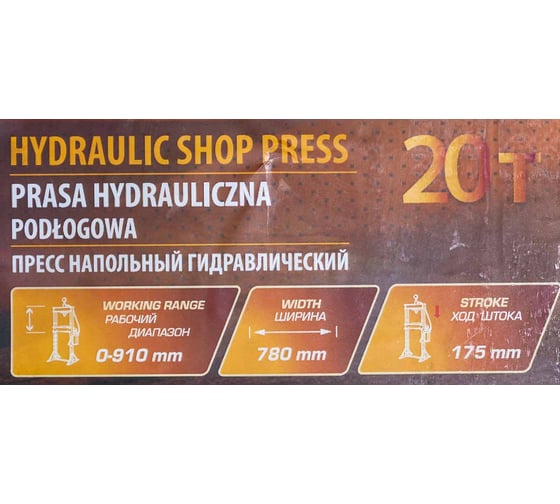 HYDRAULIC SHOP PRESS
20 т
PRASA HYDRAULICZNA
PODŁOGOWA
ПРЕСС НАПОЛЬНЫЙ ГИДРАВЛИЧЕСКИЙ
WORKING RANGE
РАБОЧИЙ
ДИАПАЗОН
0-910 mm
WIDTH
ШИРИНА
780 mm
STROKE
ХОД ШТОКА
175 mm